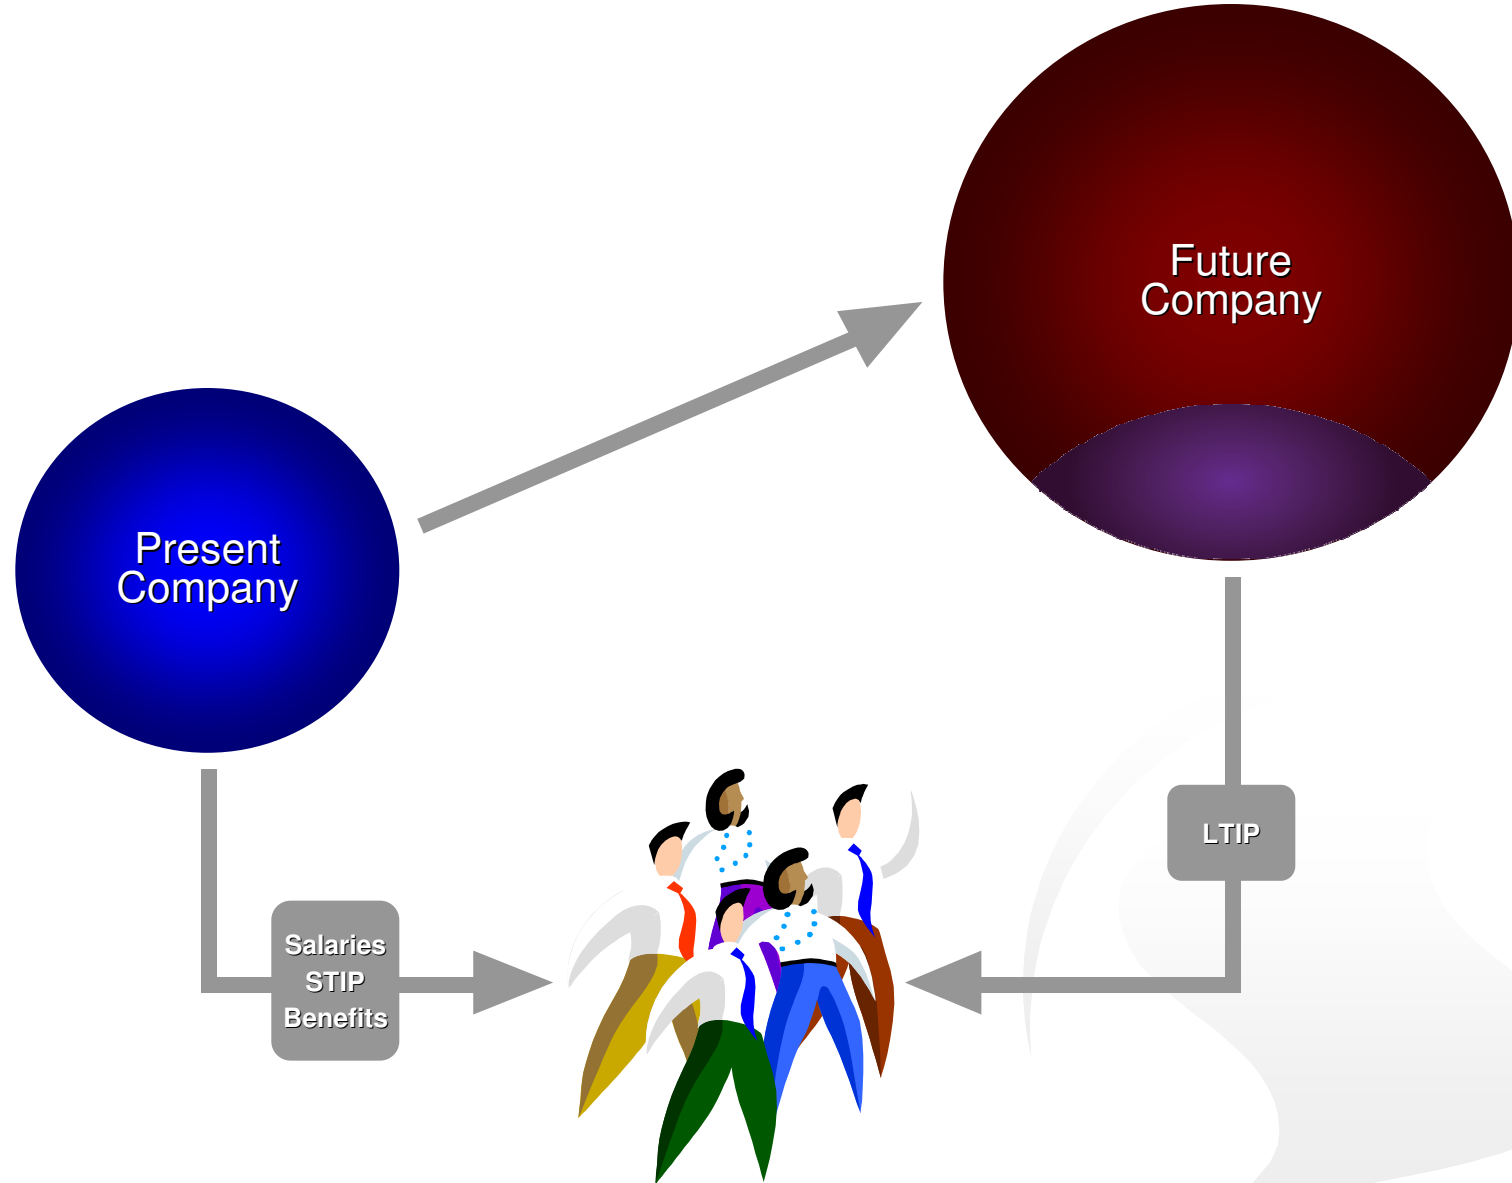 Future
Company
Present
Company
LTIP
Salaries
STIP
Benefits